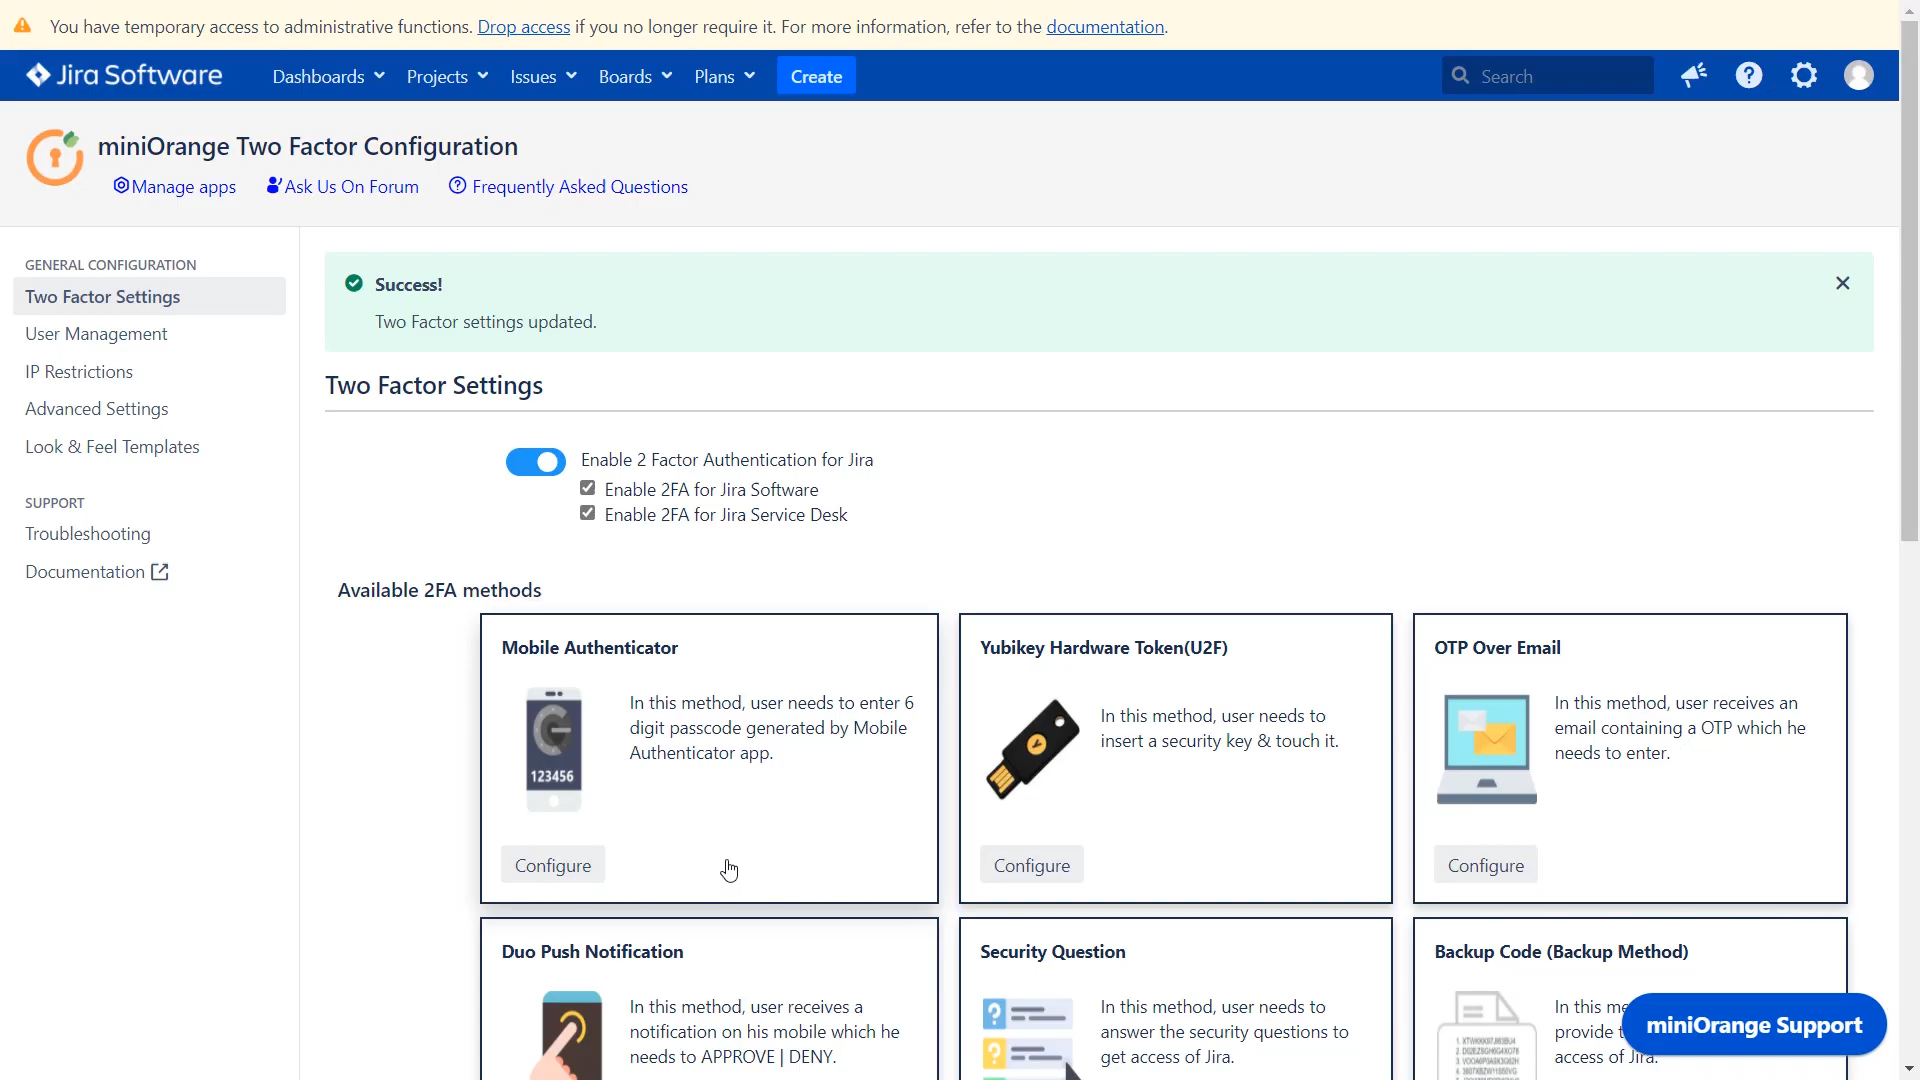 You have temporary access to administrative functions. Drop access if you no longer require it. For more information, refer to the documentation.
Jira Software
Dashboards
Projects
Issues
Boards
Plans
Create
Search
miniOrange Two Factor Configuration
Manage apps
Ask Us On Forum
Frequently Asked Questions
GENERAL CONFIGURATION
Two Factor Settings
User Management
IP Restrictions
Advanced Settings
Look & Feel Templates
SUPPORT
Troubleshooting
Documentation
Success!
Two Factor settings updated.
Two Factor Settings
Enable 2 Factor Authentication for Jira
Enable 2FA for Jira Software
Enable 2FA for Jira Service Desk
Available 2FA methods
Mobile Authenticator
123456
In this method, user needs to enter 6
digit passcode generated by Mobile
Authenticator app.
Configure
Yubikey Hardware Token(U2F)
In this method, user needs to
insert a security key & touch it.
Configure
OTP Over Email
In this method, user receives an
email containing a OTP which he
needs to enter.
Configure
Duo Push Notification
In this method, user receives a
notification on his mobile which he
needs to APPROVE | DENY.
Security Question
In this method, user needs to
answer the security questions to
get access of Jira.
Backup Code (Backup Method)
In this
provide
access of Jira.
miniOrange Support